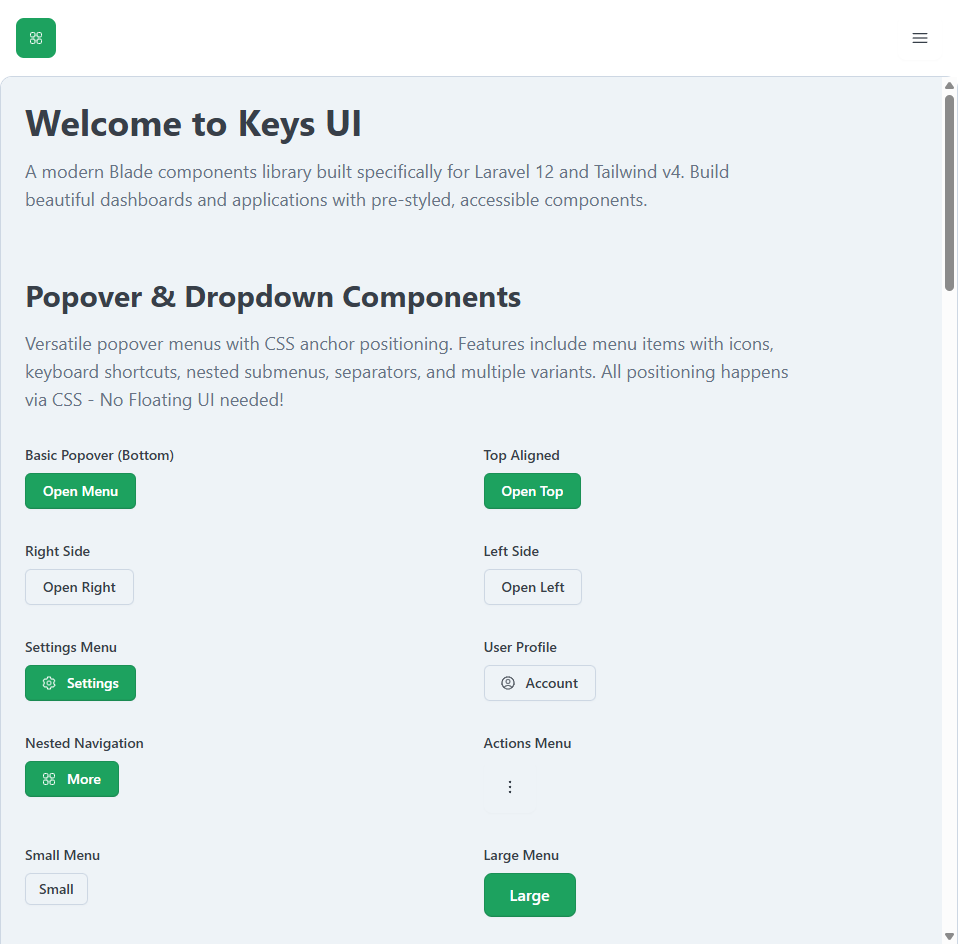 Welcome to Keys UI
A modern Blade components library built specifically for Laravel 12 and Tailwind v4. Build
beautiful dashboards and applications with pre-styled, accessible components.
Popover & Dropdown Components
Versatile popover menus with CSS anchor positioning. Features include menu items with icons,
keyboard shortcuts, nested submenus, separators, and multiple variants. All positioning happens
via CSS - No Floating UI needed!
Basic Popover (Bottom)
Open Menu
Top Aligned
Open Top
Right Side
Open Right
Left Side
Open Left
Settings Menu
Settings
User Profile
Account
Nested Navigation
More
Actions Menu
Small Menu
Small
Large Menu
Large